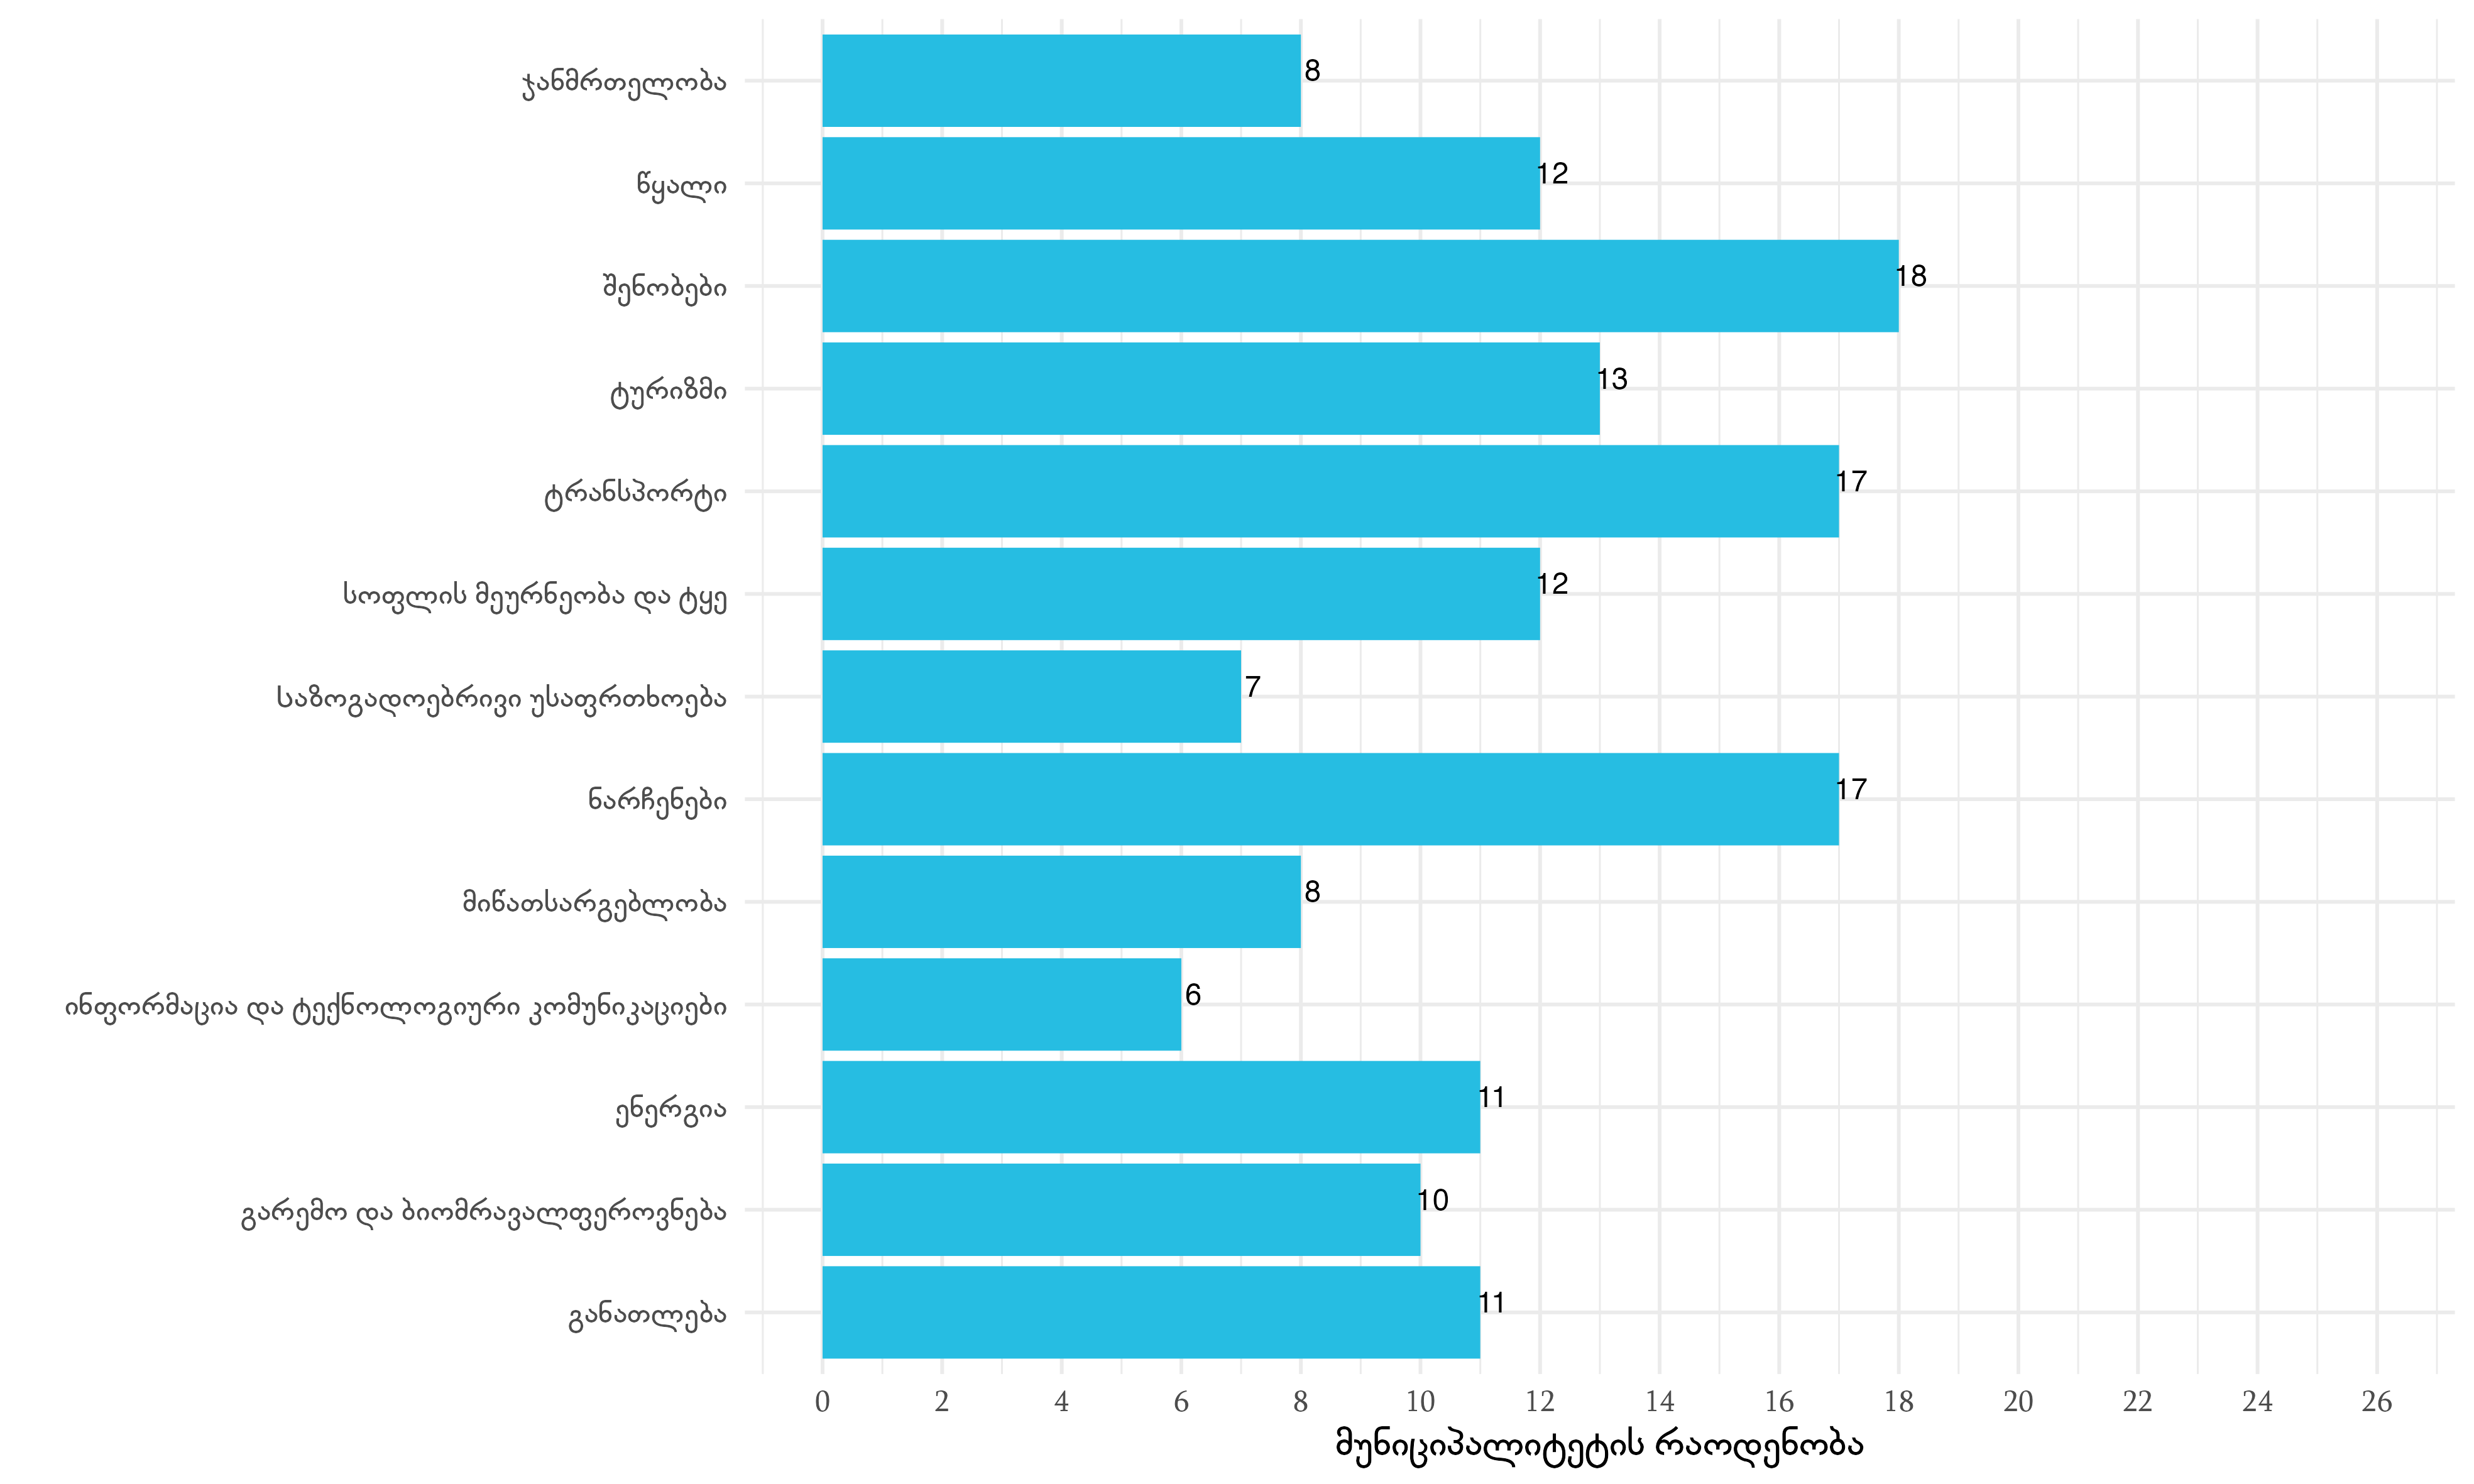 ჯანმრთელობა 8
წყალი 12
შენობები 18
ტურიზმი 13
ტრანსპორტი 17
სოფლის მეურნეობა და ტყე 12
საზოგადოებრივი უსაფრთხოება 7
ნარჩენები 17
მიწათსარგებლობა 8
ინფორმაცია და ტექნოლოგიური კომუნიკაციები 6
ენერგია 11
გარემო და ბიომრავალფეროვნება 10
განათლება 11
0 2 4 6 8 10 12 14 16 18 20 22 24 26
მუნიციპალიტეტის რაოდენობა